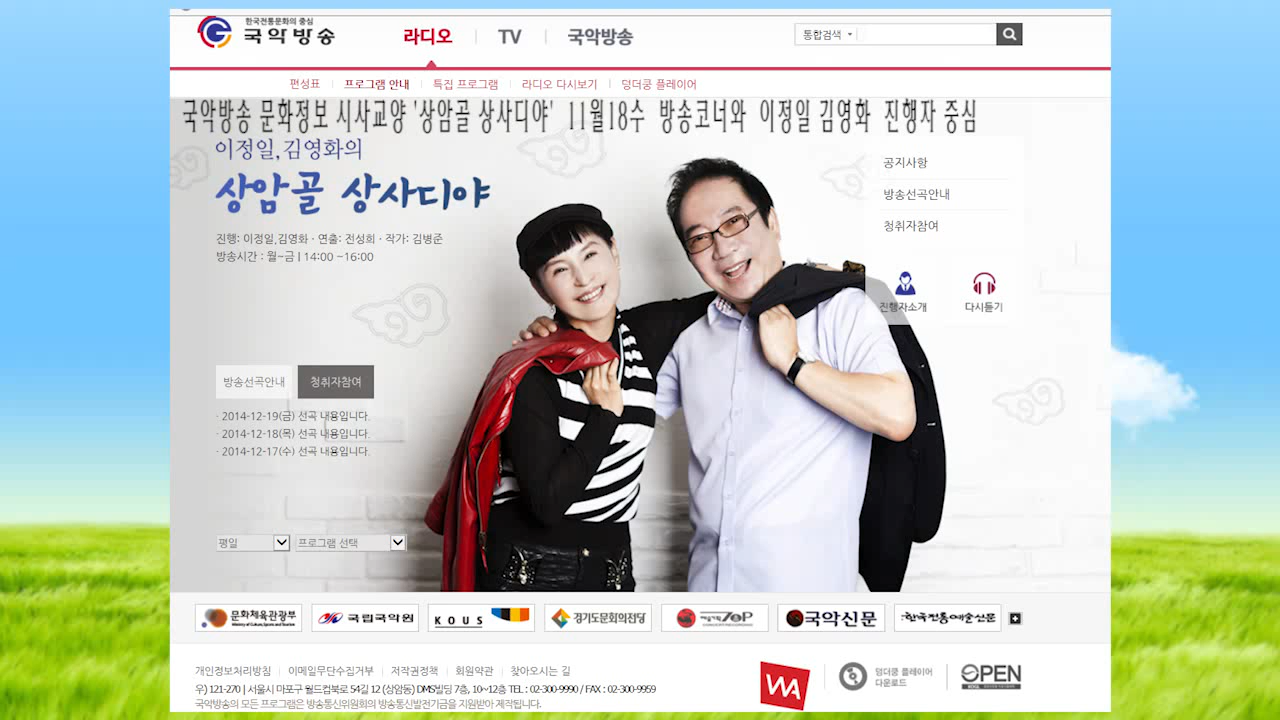 한국전통문화의 중심
국악방송
라디오 TV 국악방송
통합검색
편성표 프로그램 안내 특집 프로그램 라디오 다시보기 덩더쿵 플레이어
국악방송 문화정보 시사교양 '상암골 상사디야' 11월18수 방송코너와 이정일 김영화 진행자 중심
이정일,김영화의
상암골 상사디야
진행: 이정일,김영화 · 연출: 전성희 · 작가: 김병준
방송시간 : 월~금 | 14:00 ~16:00
공지사항
방송선곡안내
청취자참여
진행자소개 다시듣기
방송선곡안내 청취자참여
· 2014-12-19(금) 선곡 내용입니다.
· 2014-12-18(목) 선곡 내용입니다.
· 2014-12-17(수) 선곡 내용입니다.
평일 프로그램 선택
문화체육관광부 국립국악원 KOUS 경기도문화의전당 국악신문 한국전통예술신문
Ministry of Culture, Sports and Tourism
개인정보처리방침 이메일무단수집거부 저작권정책 회원약관 찾아오시는 길
우) 121-270 | 서울시 마포구 월드컵북로 54길 12 (상암동) DMS빌딩 7층, 10~12층 TEL : 02-300-9990 / FAX : 02-300-9959
국악방송의 모든 프로그램은 방송통신위원회의 방송통신발전기금을 지원받아 제작됩니다.
WA
덩더쿵 플레이어
다운로드
OPEN